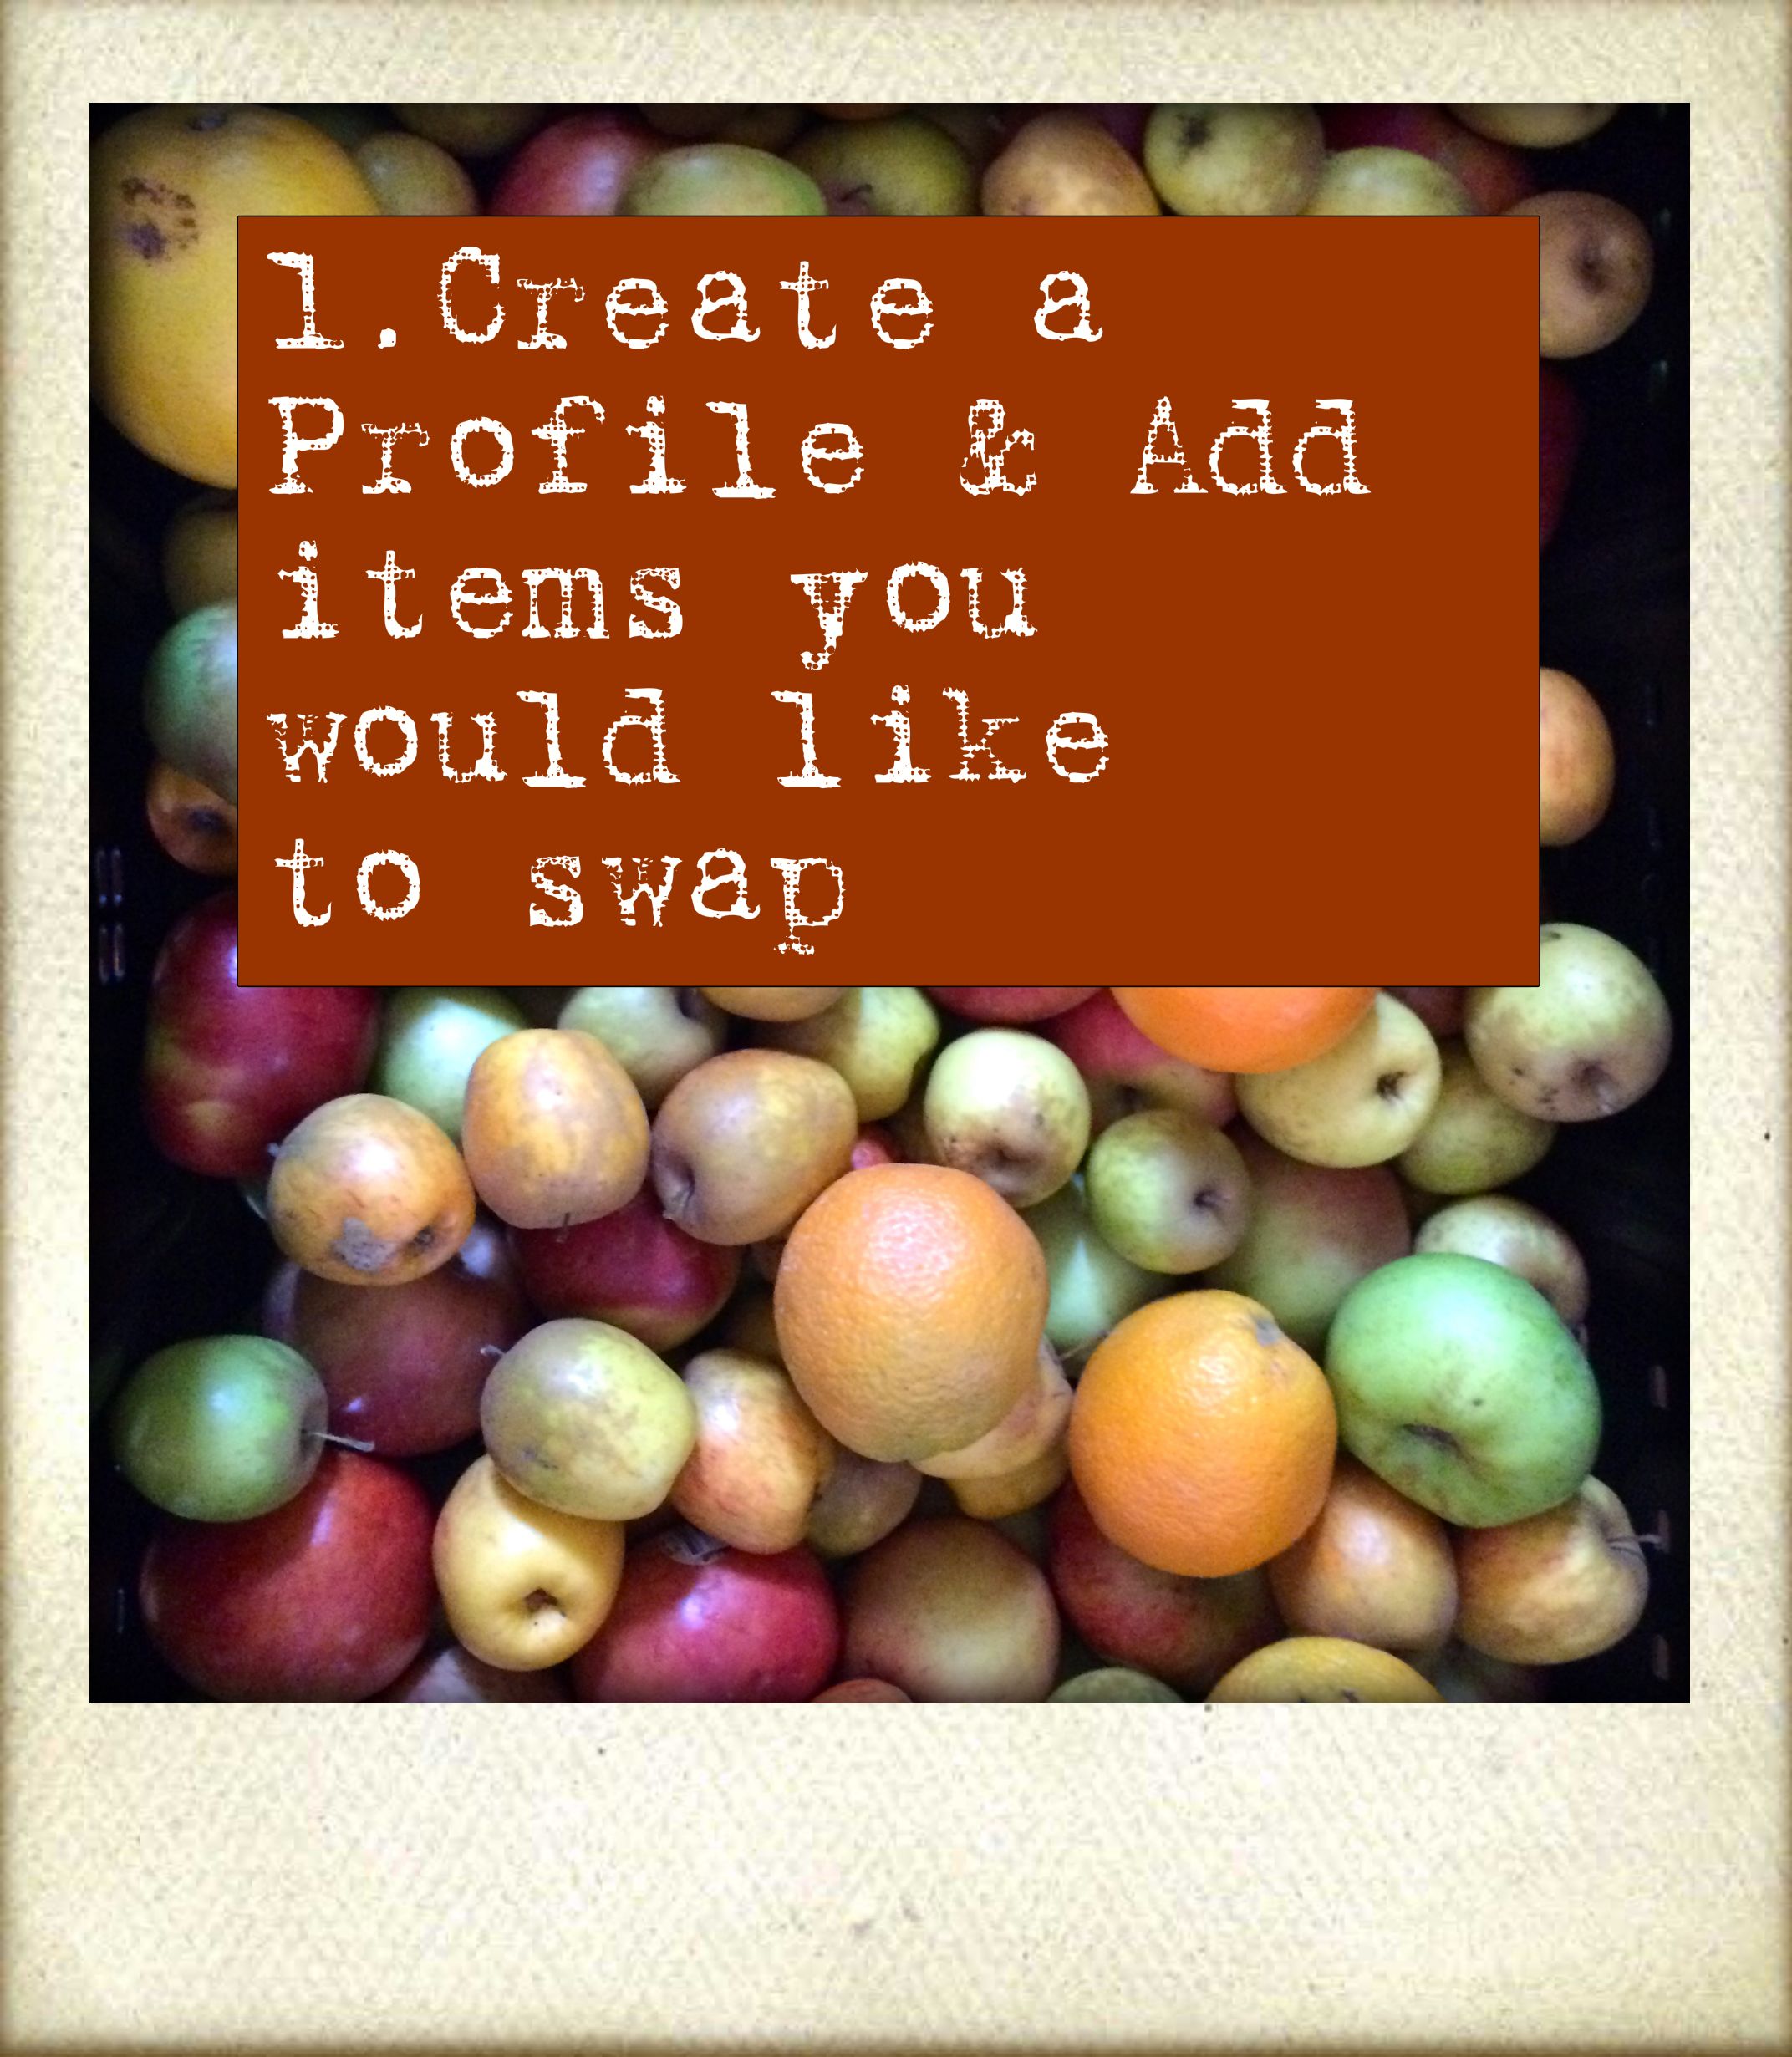 1.Create a
Profile & Add
items you
would like
to swap